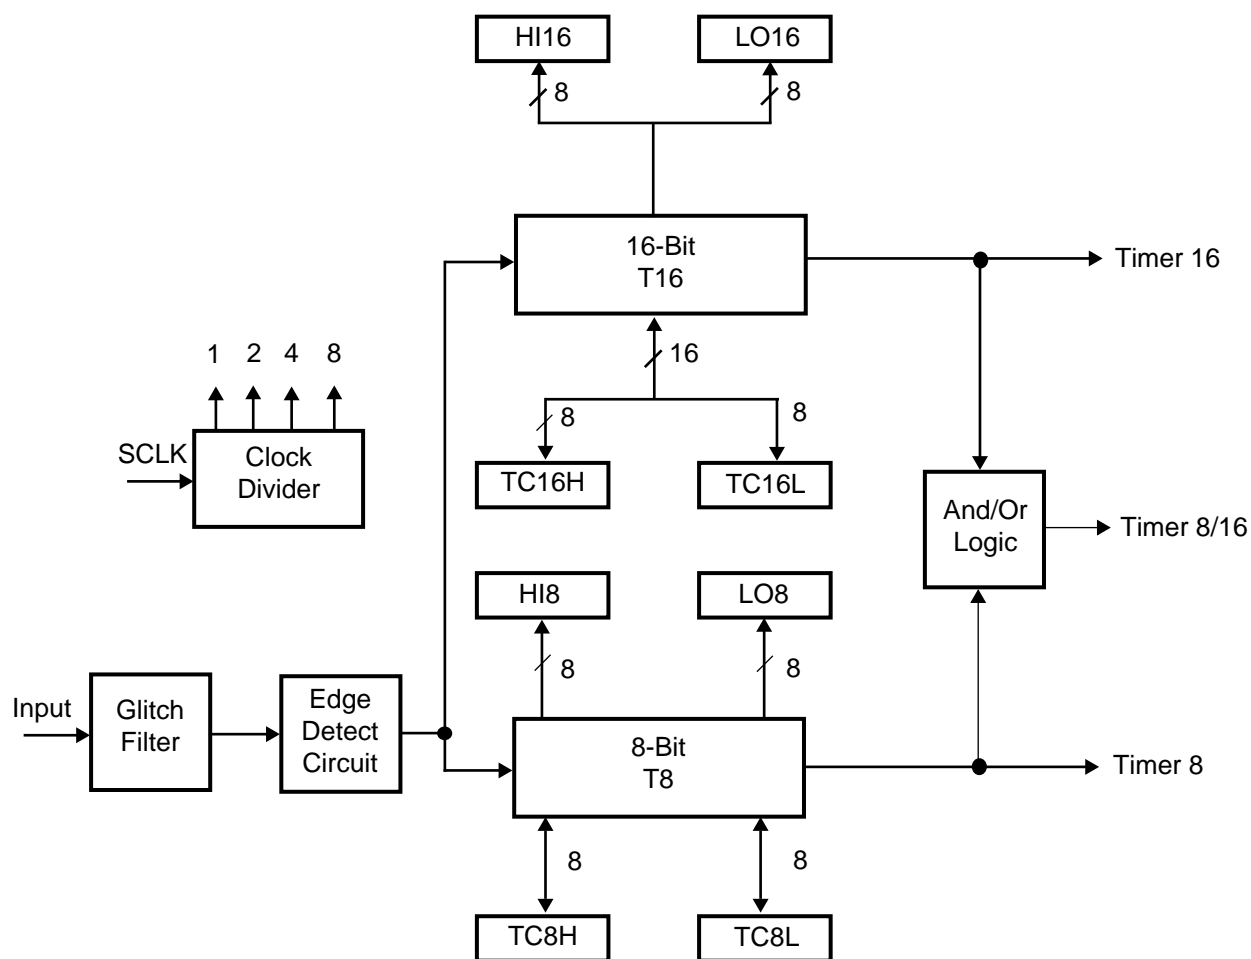 HI16
LO16
8
8
16-Bit
T16
Timer 16
1 2 4 8
16
8
8
SCLK
Clock
Divider
TC16H
TC16L
And/Or
Logic
Timer 8/16
HI8
LO8
8
8
Input
Glitch
Filter
Edge
Detect
Circuit
8-Bit
T8
Timer 8
8
8
TC8H
TC8L